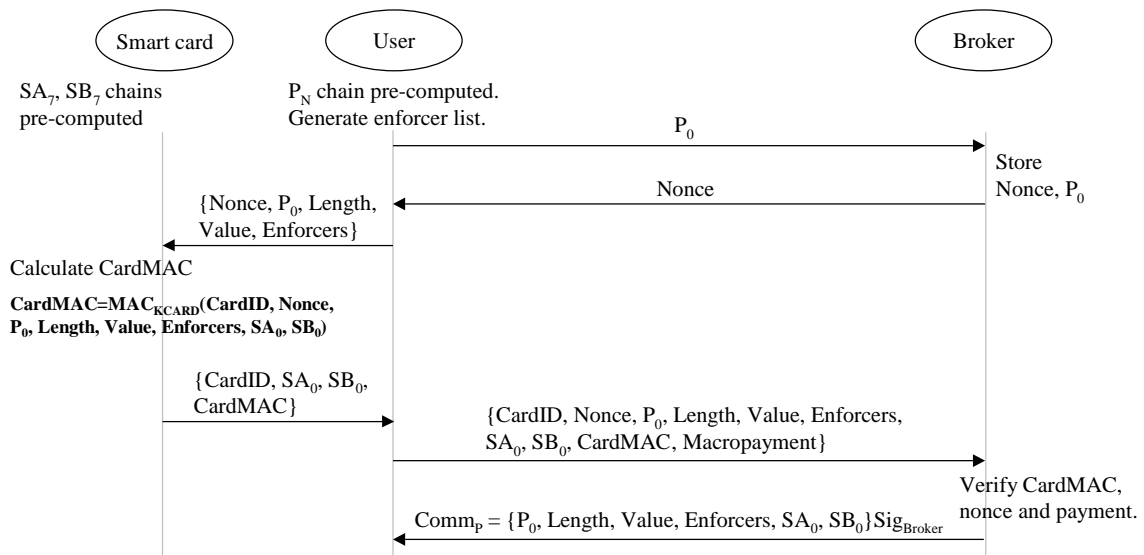 Smart card
User
Broker
SA7, SB7 chains
pre-computed
PN chain pre-computed.
Generate enforcer list.
P0
Store
Nonce, P0
Nonce
{Nonce, P0, Length,
Value, Enforcers}
Calculate CardMAC
CardMAC=MACKCARD(CardID, Nonce,
P0, Length, Value, Enforcers, SA0, SB0)
{CardID, SA0, SB0,
CardMAC}
{CardID, Nonce, P0, Length, Value, Enforcers,
SA0, SB0, CardMAC, Macropayment}
Verify CardMAC,
nonce and payment.
CommP = {P0, Length, Value, Enforcers, SA0, SB0}SigBroker